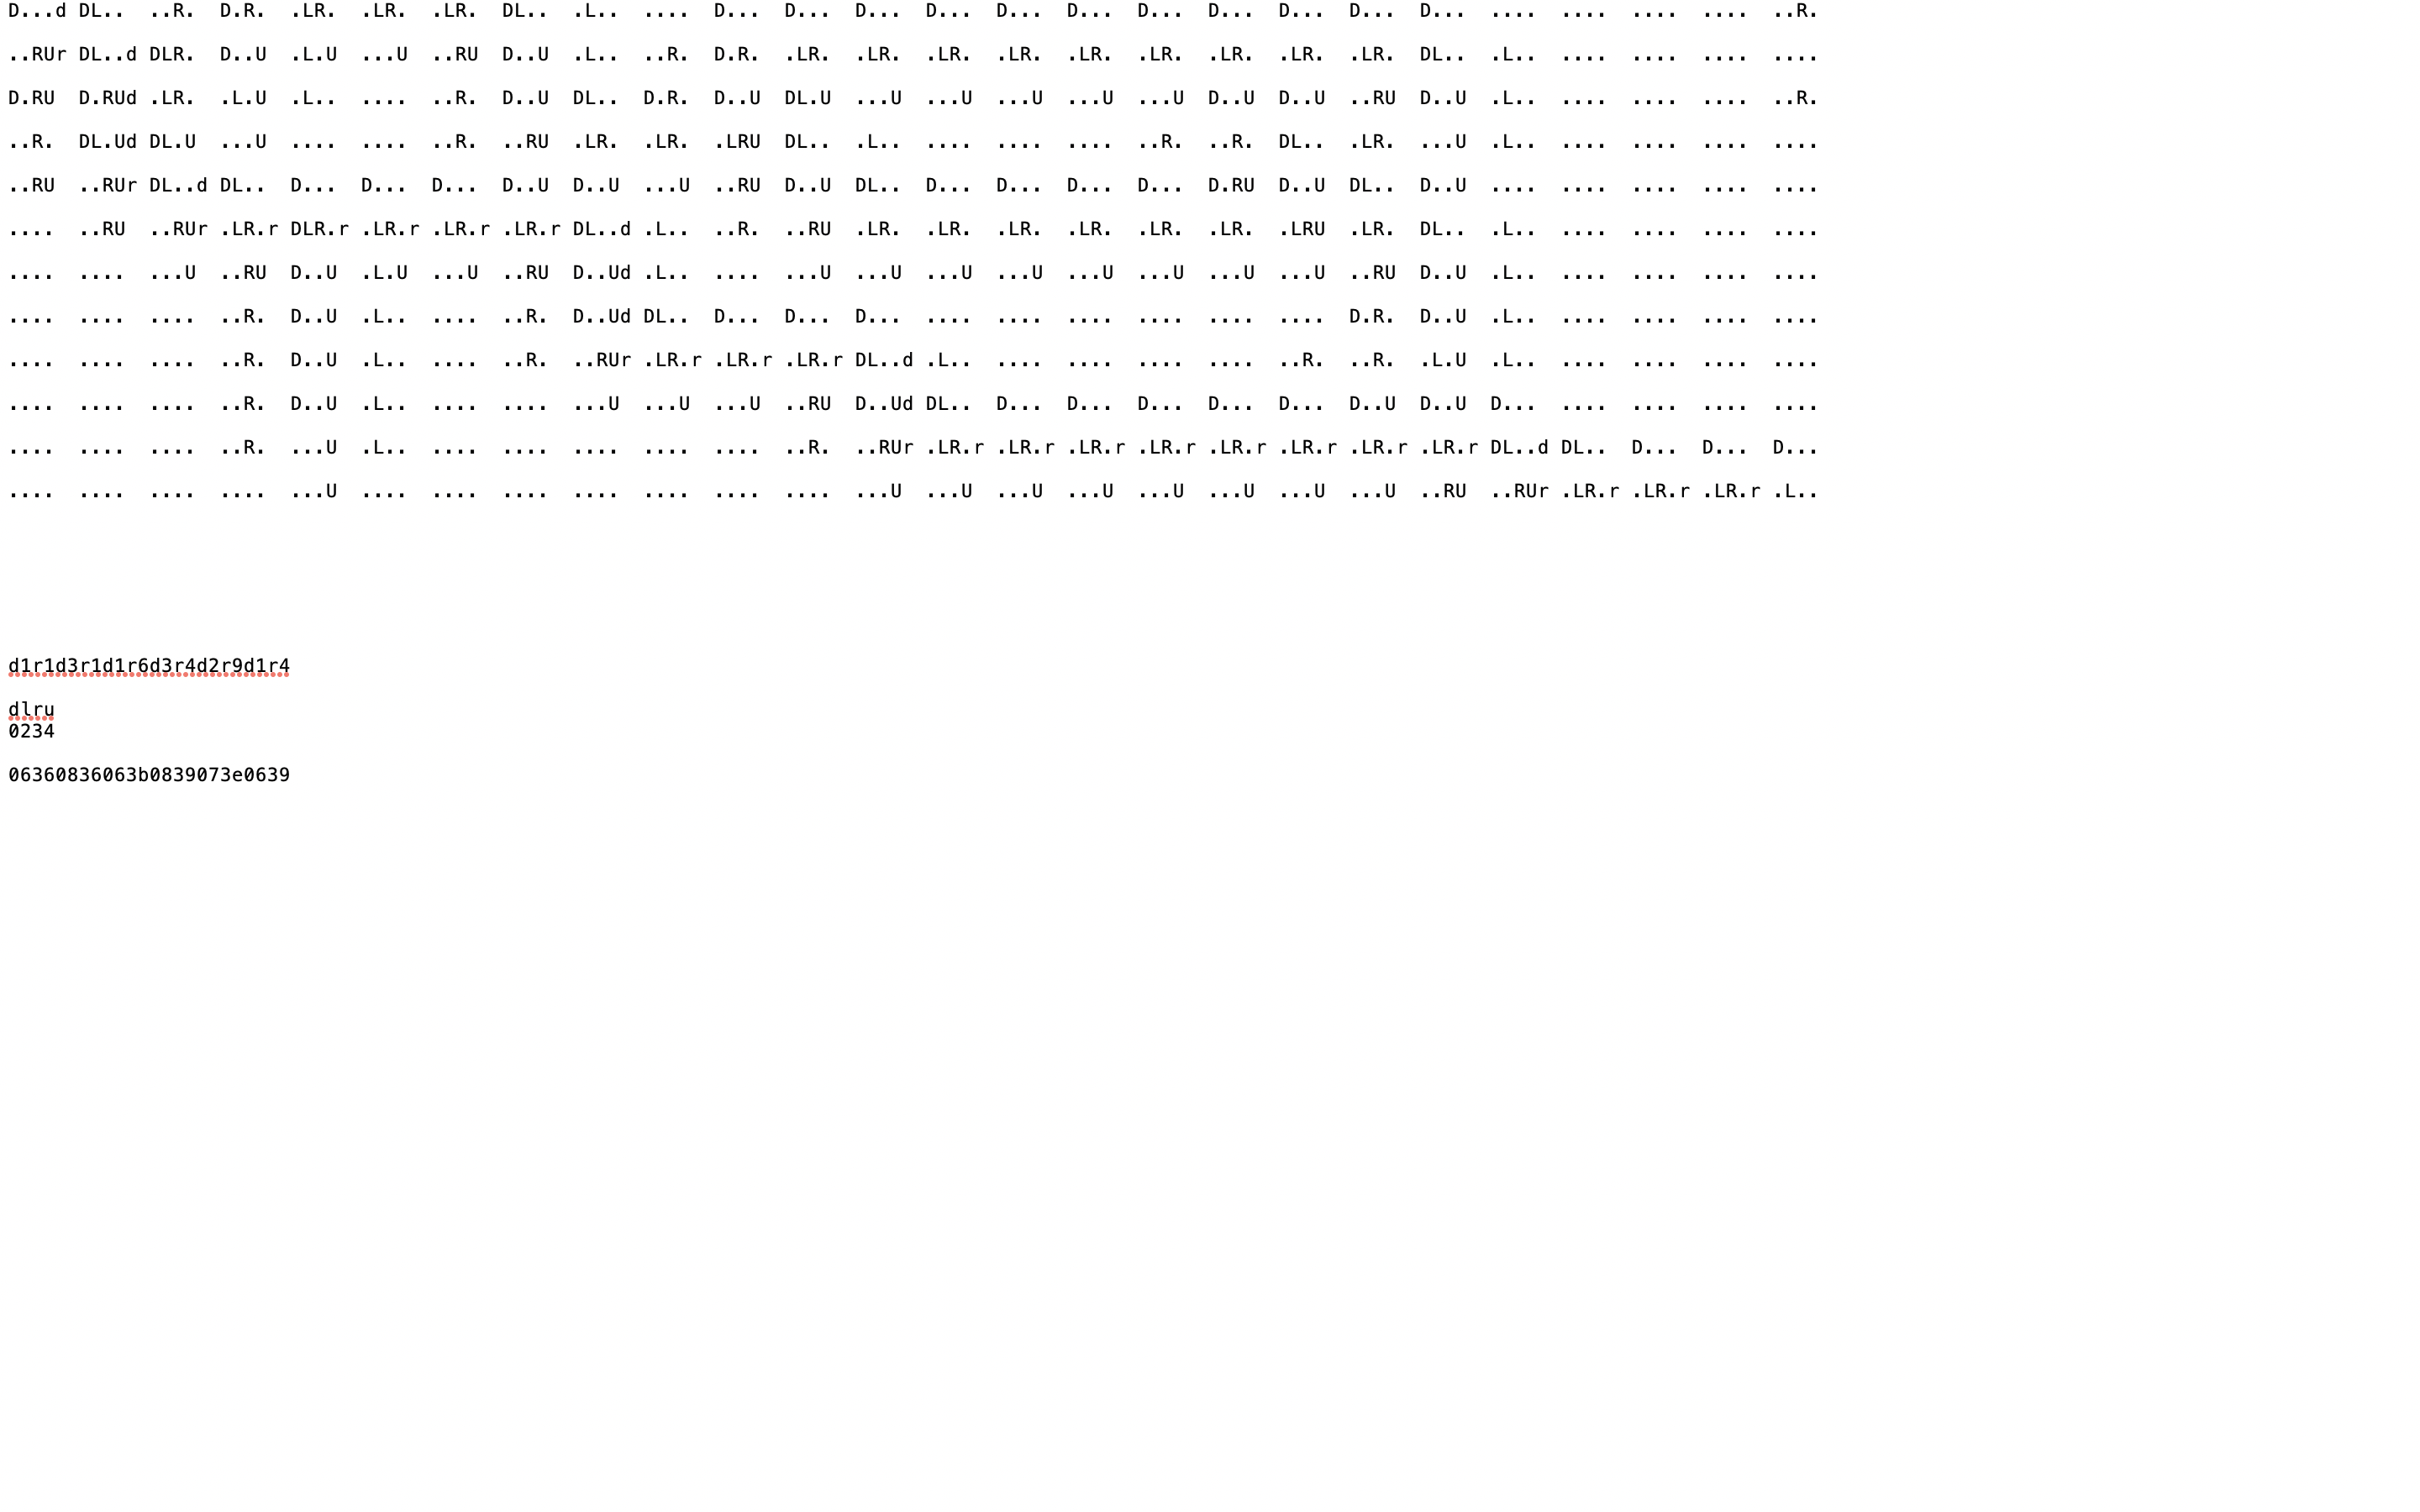 D...d DL..  ..R.  D.R.  .LR.  .LR.  .LR.  DL..  .L..  ....  D...  D...  D...  D...  D...  D...  D...  D...  D...  D...  D...  ....  ....  ....  ....  ..R.
..RUr DL..d DLR.  D..U  .L.U  ...U  ..RU  D..U  .L..  ..R.  D.R.  .LR.  .LR.  .LR.  .LR.  .LR.  .LR.  .LR.  .LR.  .LR.  DL..  .L..  ....  ....  ....  ....
D.RU  D.RUd .LR.  .L.U  .L..  ....  ..R.  D..U  DL..  D.R.  D..U  DL.U  ...U  ...U  ...U  ...U  ...U  D..U  D..U  ..RU  D..U  .L..  ....  ....  ....  ..R.
..R.  DL.Ud DL.U  ...U  ....  ....  ..R.  ..RU  .LR.  .LR.  .LRU  DL..  .L..  ....  ....  ....  ..R.  ..R.  DL..  .LR.  ...U  .L..  ....  ....  ....  ....
..RU  ..RUr DL..d DL..  D...  D...  D...  D..U  D..U  ...U  ..RU  D..U  DL..  D...  D...  D...  D...  D.RU  D..U  DL..  D..U  ....  ....  ....  ....  ....
....  ..RU  ..RUr .LR.r DLR.r .LR.r .LR.r .LR.r DL..d .L..  ..R.  ..RU  .LR.  .LR.  .LR.  .LR.  .LR.  .LR.  .LRU  .LR.  DL..  .L..  ....  ....  ....  ....
....  ....  ...U  ..RU  D..U  .L.U  ...U  ..RU  D..Ud .L..  ....  ...U  ...U  ...U  ...U  ...U  ...U  ...U  ...U  ..RU  D..U  .L..  ....  ....  ....  ....
....  ....  ....  ..R.  D..U  .L..  ....  ..R.  D..Ud DL..  D...  D...  D...  ....  ....  ....  ....  ....  ....  D.R.  D..U  .L..  ....  ....  ....  ....
....  ....  ....  ..R.  D..U  .L..  ....  ..R.  ..RUr .LR.r .LR.r .LR.r DL..d .L..  ....  ....  ....  ....  ..R.  ..R.  .L.U  .L..  ....  ....  ....  ....
....  ....  ....  ..R.  D..U  .L..  ....  ....  ...U  ...U  ...U  ..RU  D..Ud DL..  D...  D...  D...  D...  D...  D..U  D..U  D...  ....  ....  ....  ....
....  ....  ....  ..R.  ...U  .L..  ....  ....  ....  ....  ....  ..R.  ..RUr .LR.r .LR.r .LR.r .LR.r .LR.r .LR.r .LR.r .LR.r DL..d DL..  D...  D...  D...
....  ....  ....  ....  ...U  ....  ....  ....  ....  ....  ....  ....  ...U  ...U  ...U  ...U  ...U  ...U  ...U  ...U  ..RU  ..RUr .LR.r .LR.r .LR.r .L..
d1r1d3r1d1r6d3r4d2r9d1r4
dlru
0234
06360836063b0839073e0639